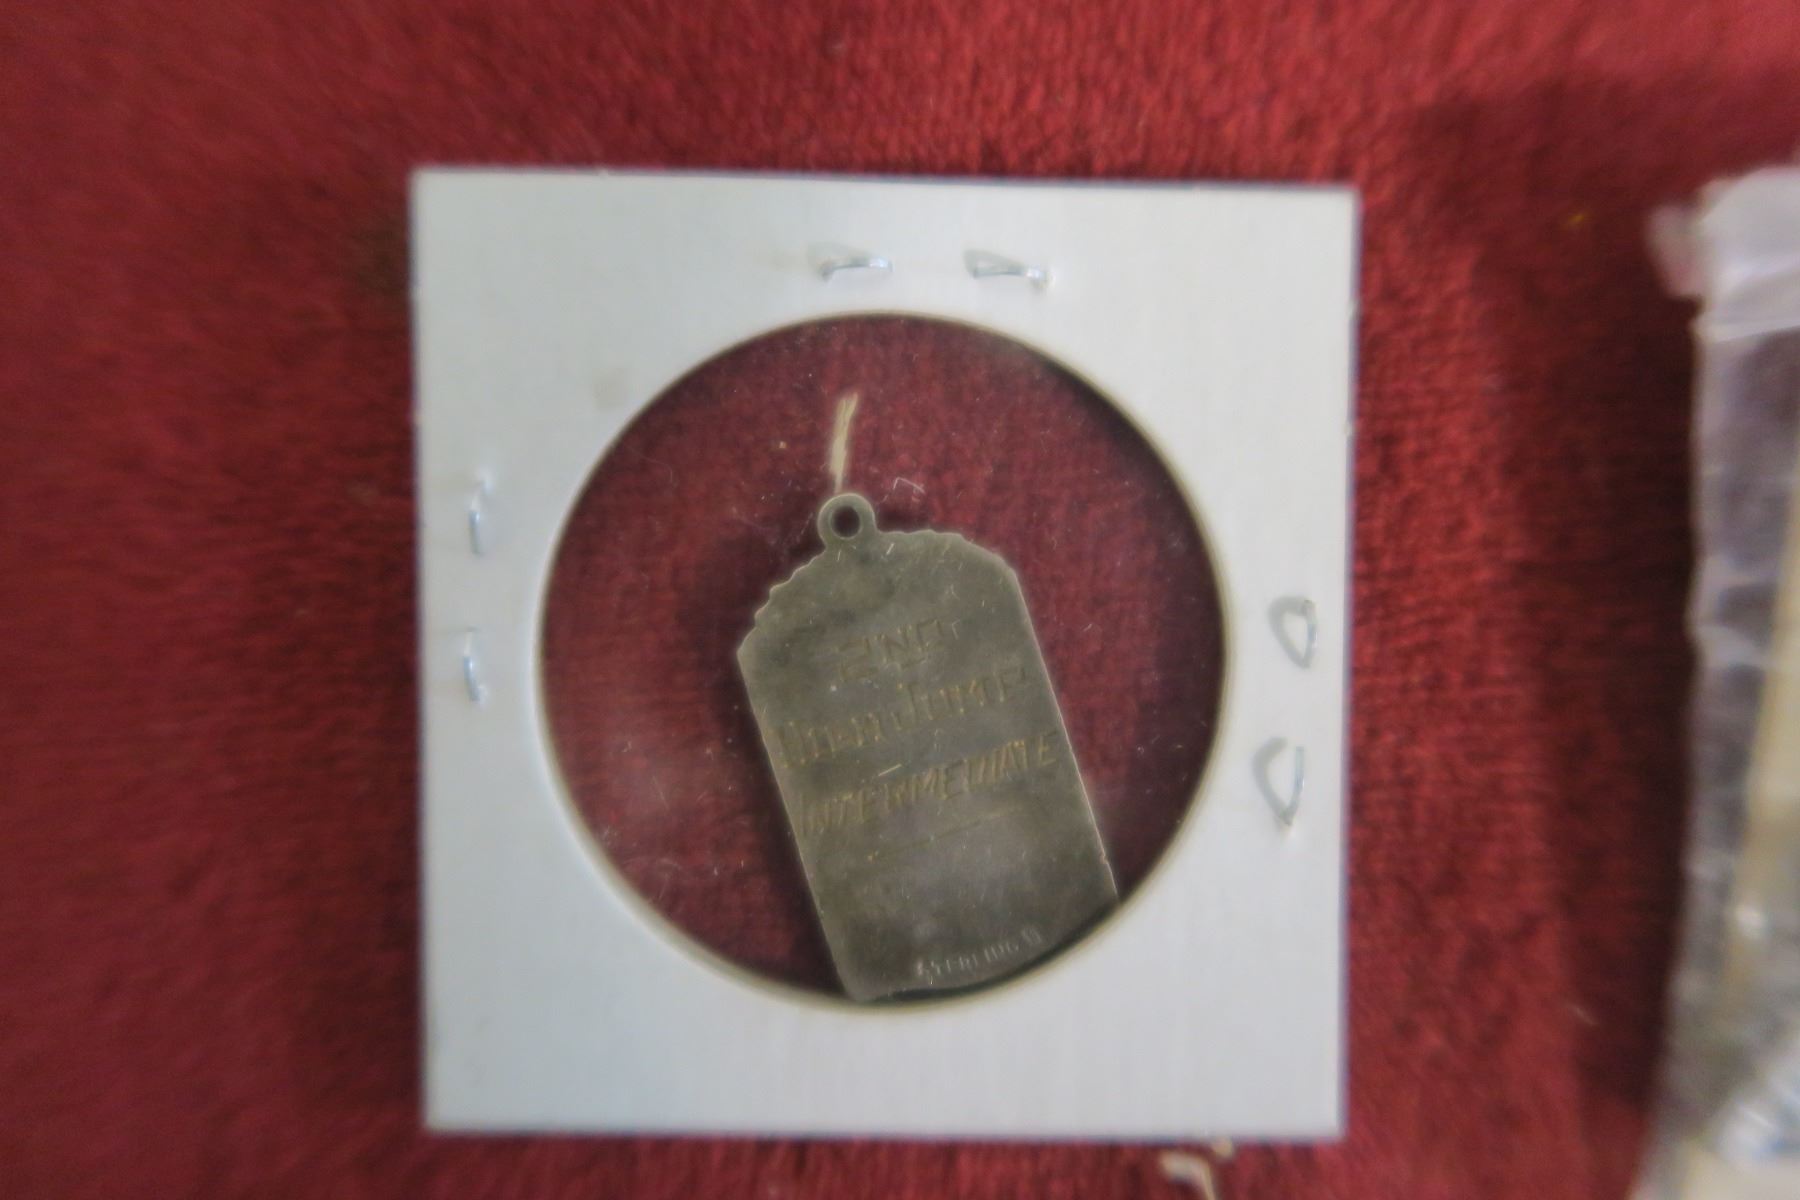 2ND
HIGH JUMP
INTERMEDIATE
STERLING